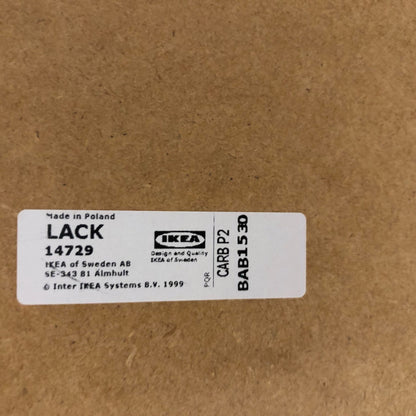 Made in Poland
LACK
14729
IKEA of Sweden AB
SE-343 81 Älmhult
© Inter IKEA Systems B.V. 1999
IKEA
Design and Quality
IKEA of Sweden
PQR
CARB P2
BAB1530